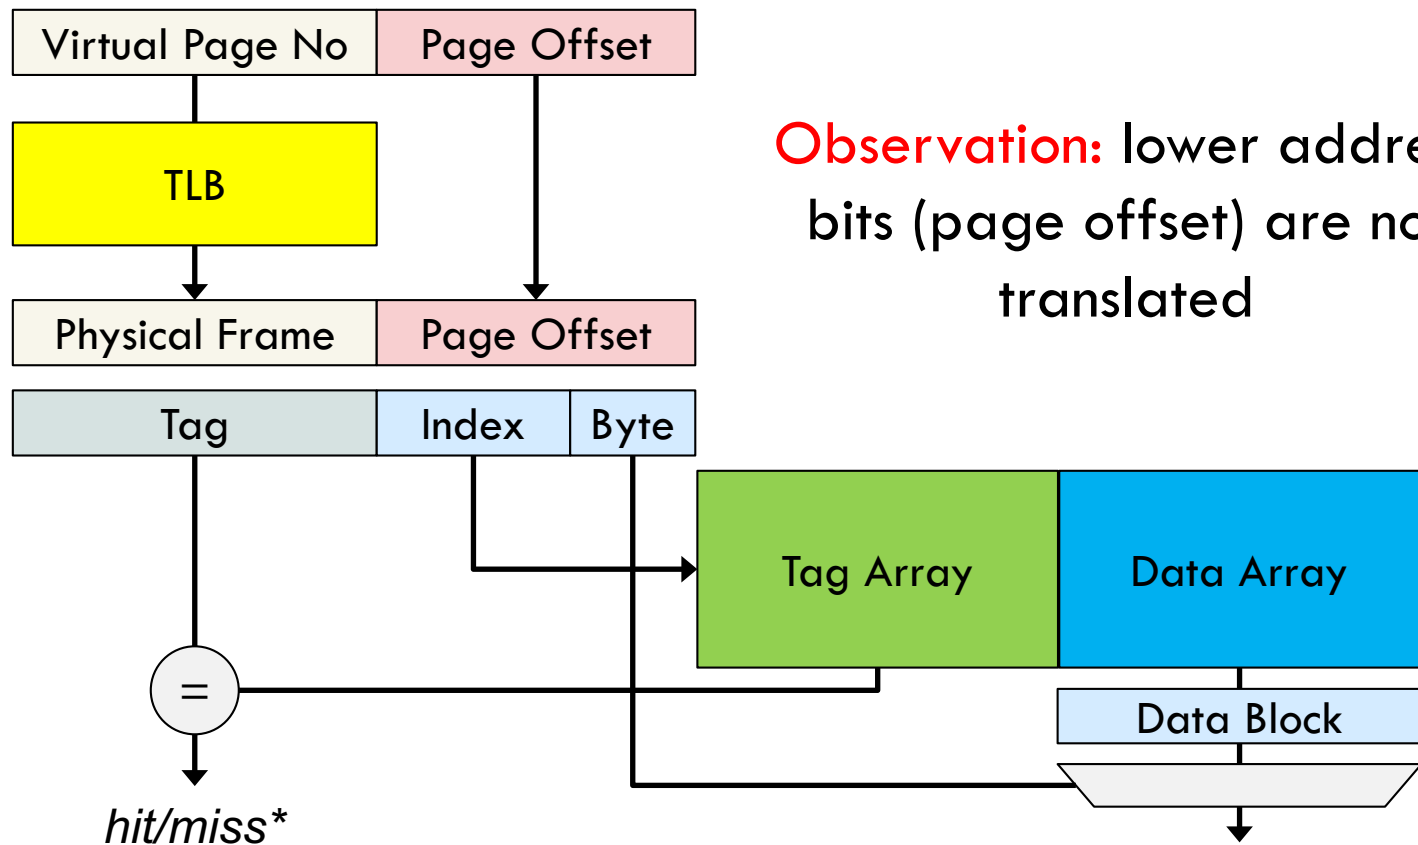 Virtual Page No
Page Offset
Observation: lower addre
TLB
bits (page offset) are no
translated
Physical Frame
Page Offset
Tag
Index
Byte
Tag Array
Data Array
=
Data Block
hit/miss*